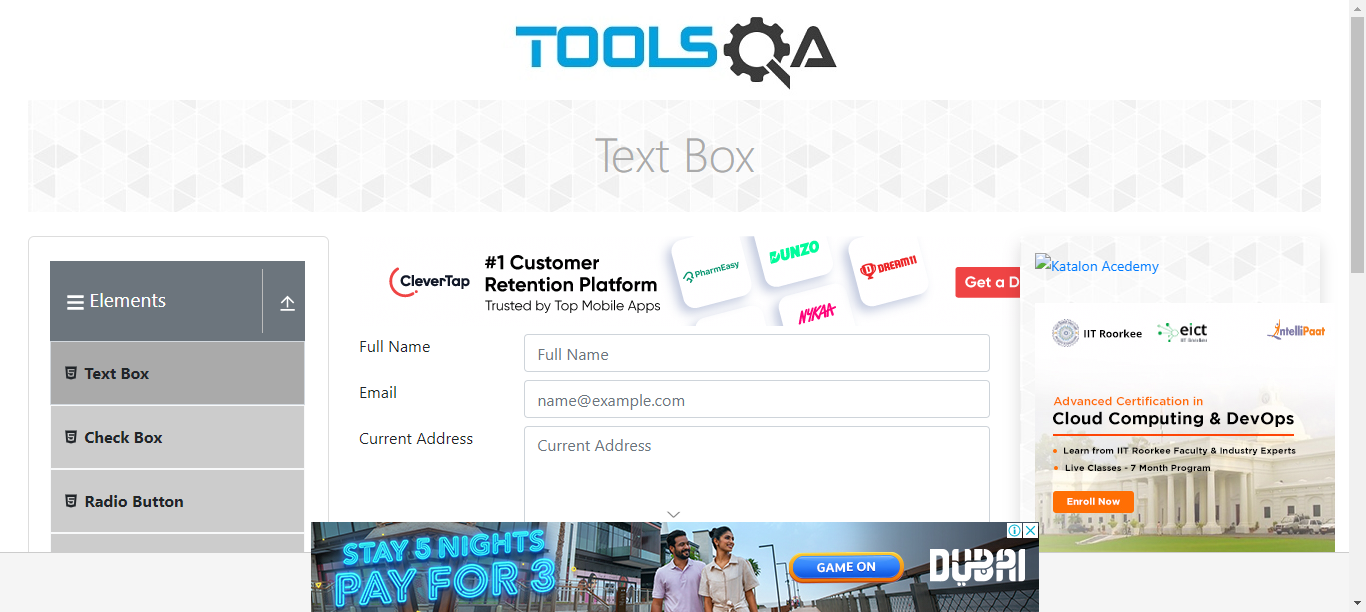 TOOLSQA
Text Box
Elements
Text Box
Check Box
Radio Button
CleverTap
#1 Customer
Retention Platform
Trusted by Top Mobile Apps
PharmEasy
DUNZO
NYKAA
DREAM11
Get a D
Full Name
Full Name
Email
name@example.com
Current Address
Current Address
Katalon Acedemy
IIT Roorkee
eict
IIT Roorkee
intelliPaat
Advanced Certification in
Cloud Computing & DevOps
Learn from IIT Roorkee Faculty & Industry Experts
Live Classes - 7 Month Program
Enroll Now
STAY 5 NIGHTS
PAY FOR 3
GAME ON
DUBAI